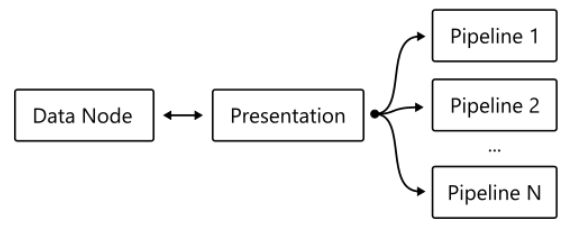 Data Node
Presentation
Pipeline 1
Pipeline 2
...
Pipeline N